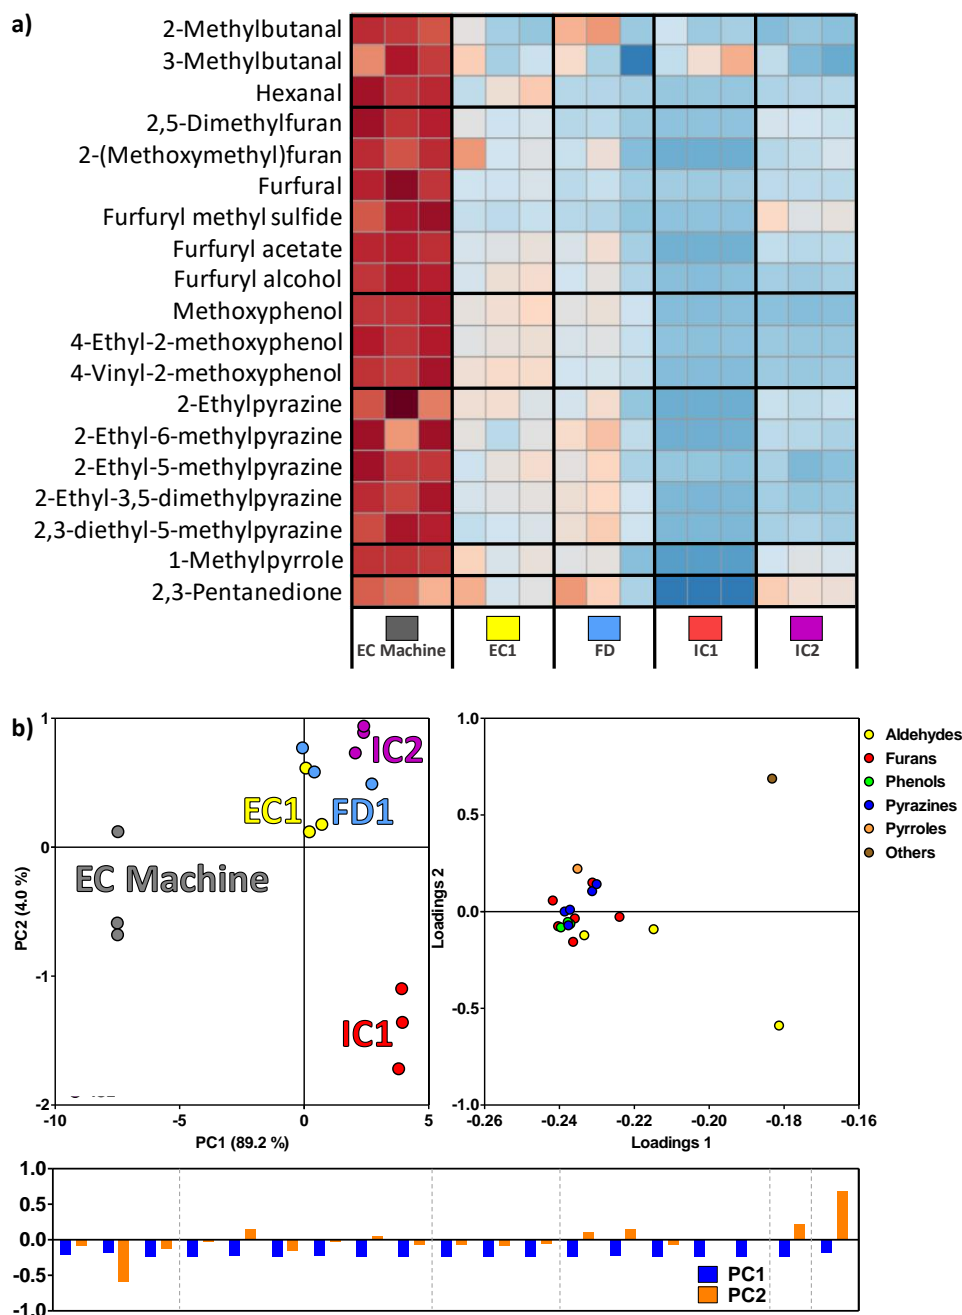 a)
2-Methylbutanal
3-Methylbutanal
Hexanal
2,5-Dimethylfuran
2-(Methoxymethyl)furan
Furfural
Furfuryl methyl sulfide
Furfuryl acetate
Furfuryl alcohol
Methoxyphenol
4-Ethyl-2-methoxyphenol
4-Vinyl-2-methoxyphenol
2-Ethylpyrazine
2-Ethyl-6-methylpyrazine
2-Ethyl-5-methylpyrazine
2-Ethyl-3,5-dimethylpyrazine
2,3-diethyl-5-methylpyrazine
1-Methylpyrrole
2,3-Pentanedione
EC Machine EC1 FD IC1 IC2
b)
1
0
-1
-2
PC2 (4.0 %)
IC2
EC1
FD1
EC Machine
IC1
-10 -5 0 5
PC1 (89.2 %)
1.0
0.5
0.0
-0.5
-1.0
Loadings 2
-0.26 -0.24 -0.22 -0.20 -0.18 -0.16
Loadings 1
Aldehydes
Furans
Phenols
Pyrazines
Pyrroles
Others
1.0
0.5
0.0
-0.5
-1.0
PC1
PC2